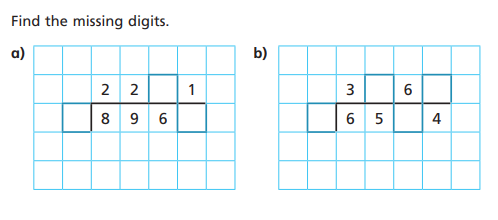 Find the missing digits.
a) b)
2 2 1 3 6
8 9 6 6 5 4